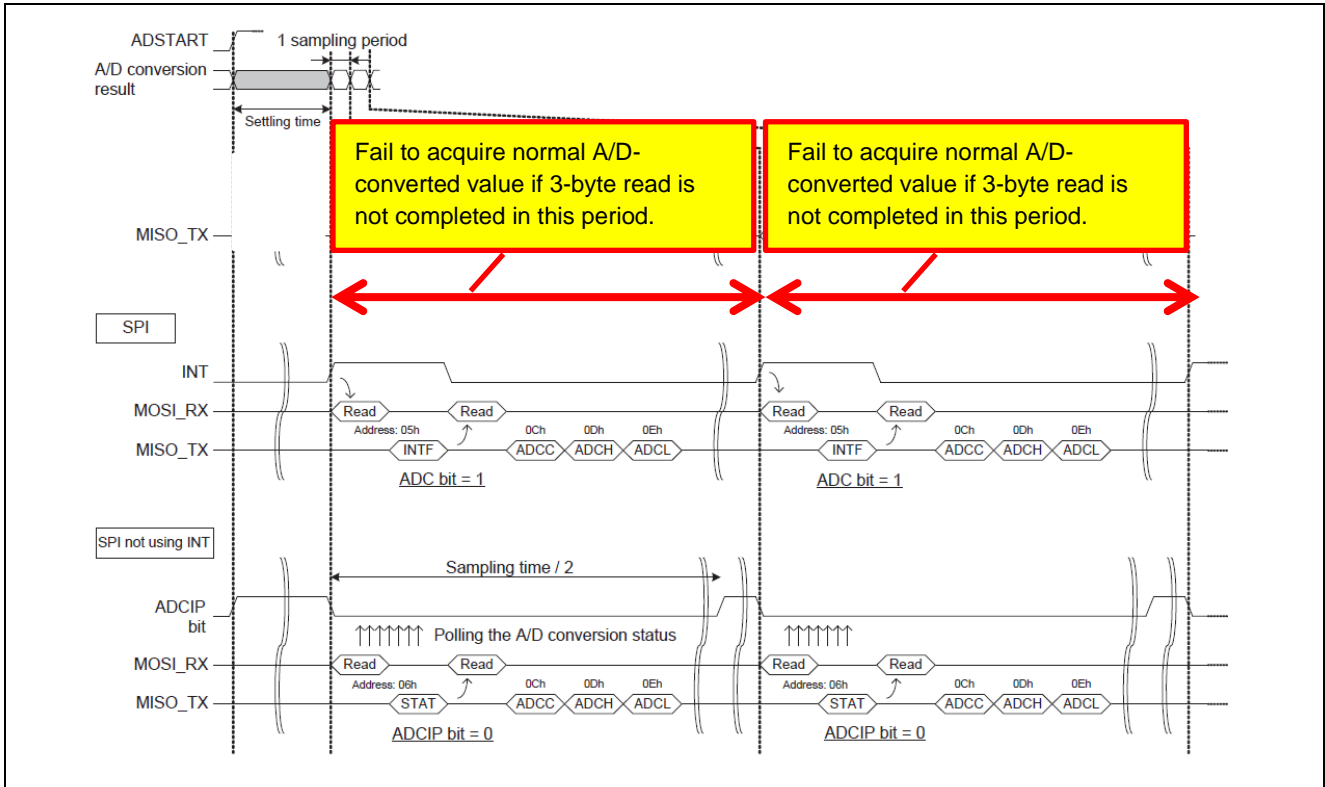 ADSTART
1 sampling period
A/D conversion
result
Settling time
Fail to acquire normal A/D-
converted value if 3-byte read is
not completed in this period.
Fail to acquire normal A/D-
converted value if 3-byte read is
not completed in this period.
MISO_TX
SPI
INT
MOSI_RX Read Read Read Read
Address: 05h 0Ch 0Dh 0Eh Address: 05h 0Ch 0Dh 0Eh
MISO_TX INTF ADCC ADCH ADCL INTF ADCC ADCH ADCL
ADC bit = 1 ADC bit = 1
SPI not using INT
Sampling time / 2
ADCIP
bit
Polling the A/D conversion status
MOSI_RX Read Read Read Read
Address: 06h 0Ch 0Dh 0Eh Address: 06h 0Ch 0Dh 0Eh
MISO_TX STAT ADCC ADCH ADCL STAT ADCC ADCH ADCL
ADCIP bit = 0 ADCIP bit = 0